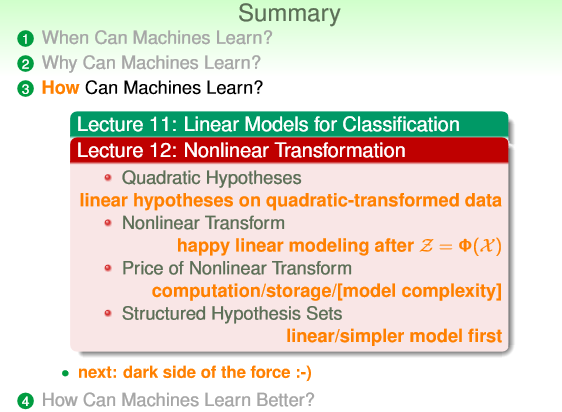 Summary
1 When Can Machines Learn?
2 Why Can Machines Learn?
3 How Can Machines Learn?
Lecture 11: Linear Models for Classification
Lecture 12: Nonlinear Transformation
• Quadratic Hypotheses
linear hypotheses on quadratic-transformed data
• Nonlinear Transform
happy linear modeling after 𝒵 = Φ(𝒳)
• Price of Nonlinear Transform
computation/storage/[model complexity]
• Structured Hypothesis Sets
linear/simpler model first
• next: dark side of the force :-)
4 How Can Machines Learn Better?